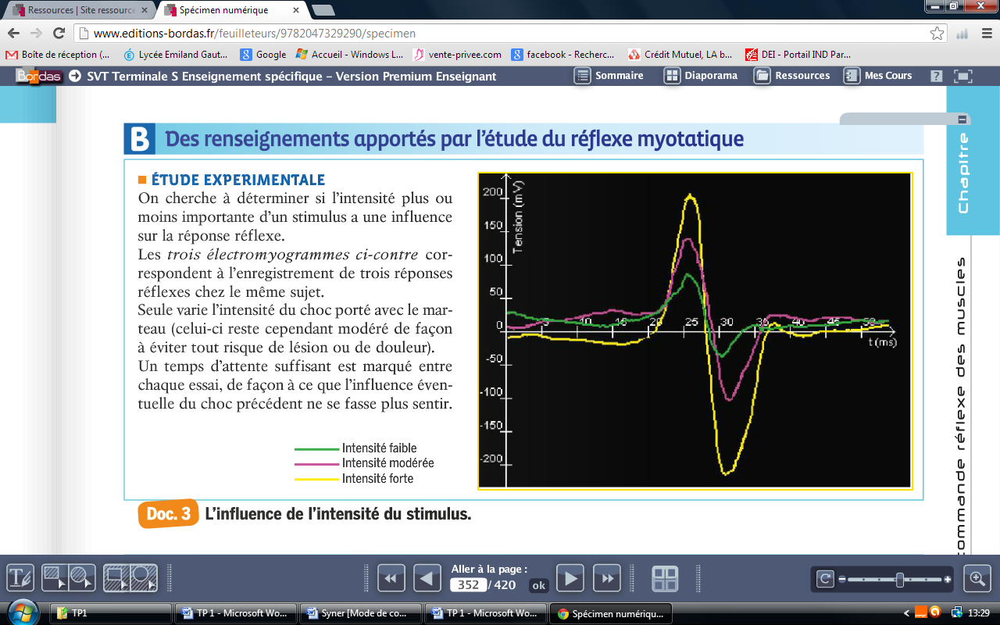 Ressources | Site ressource
Spécimen numérique
www.editions-bordas.fr/feuilleteurs/9782047329290/specimen
Boîte de réception (... Lycée Emiland Gaut... Google Accueil - Windows L... vente-privee.com facebook - Recherc... Crédit Mutuel, LA b... DEI - Portail IND Par...
Bordas SVT Terminale S Enseignement spécifique – Version Premium Enseignant Sommaire Diaporama Ressources Mes Cours ?
B Des renseignements apportés par l'étude du réflexe myotatique
ÉTUDE EXPERIMENTALE
On cherche à déterminer si l'intensité plus ou
moins importante d'un stimulus a une influence
sur la réponse réflexe.
Les trois électromyogrammes ci-contre cor-
respondent à l'enregistrement de trois réponses
réflexes chez le même sujet.
Seule varie l'intensité du choc porté avec le mar-
teau (celui-ci reste cependant modéré de façon
à éviter tout risque de lésion ou de douleur).
Un temps d'attente suffisant est marqué entre
chaque essai, de façon à ce que l'influence éven-
tuelle du choc précédent ne se fasse plus sentir.
Intensité faible
Intensité modérée
Intensité forte
Tension (mV)
200
150
100
50
0
-50
-100
-150
-200
5 10 15 20 25 30 35 40 45 50
t (ms)
Doc. 3 L'influence de l'intensité du stimulus.
Chapitre
ommande réflexe des muscles
Aller à la page :
352 / 420 ok
TP1 TP 1 - Microsoft Wo... Syner [Mode de co... TP 1 - Microsoft Wo... Spécimen numériqu... 13:29